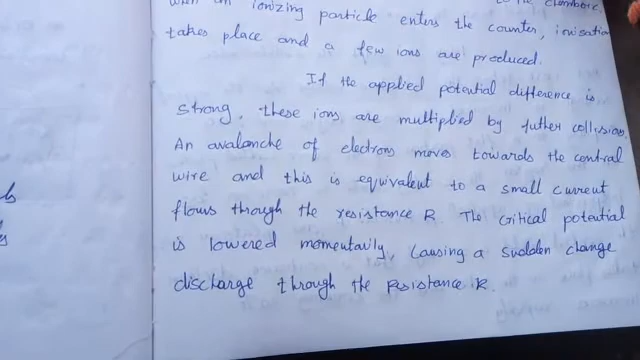 when an ionizing particle enters the counter, ionisation
takes place and a few ions are produced.
If the applied potential difference is
strong, these ions are multiplied by futher collisions
An avalanche of electrons moves towards the central
wire and this is equivalent to a small current
flows through the resistance R. The critical potential
is lowered momentaily, causing a sudden change
discharge through the resistance R.